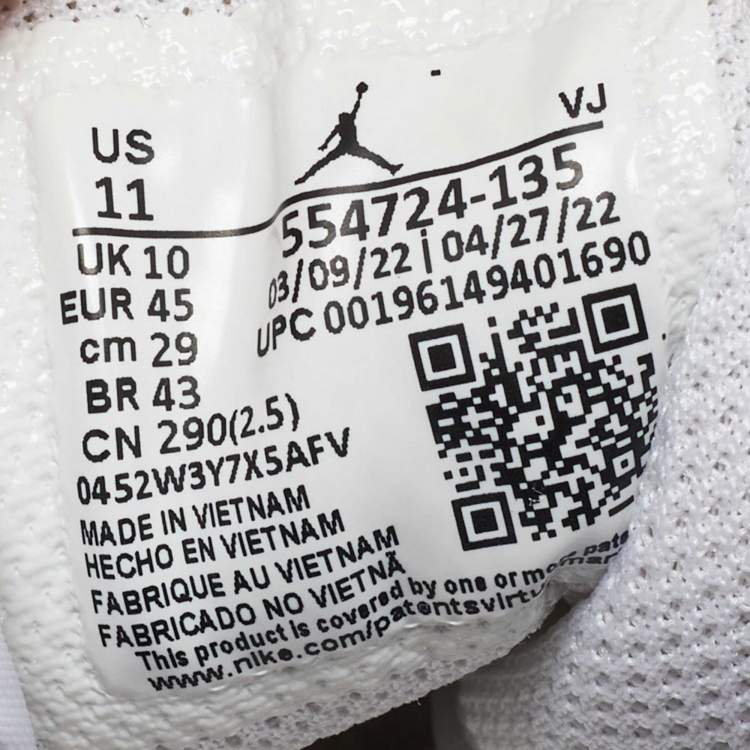 US
11
UK 10
EUR 45
cm 29
BR 43
CN 290(2.5)
VJ
554724-135
03/09/22 | 04/27/22
UPC 00196149401690
0452W3Y7X5AFV
MADE IN VIETNAM
HECHO EN VIETNAM
FABRIQUE AU VIETNAM
FABRICADO NO VIETNÃ
This product is covered by one or more
www.nike.com/patentsvirtu